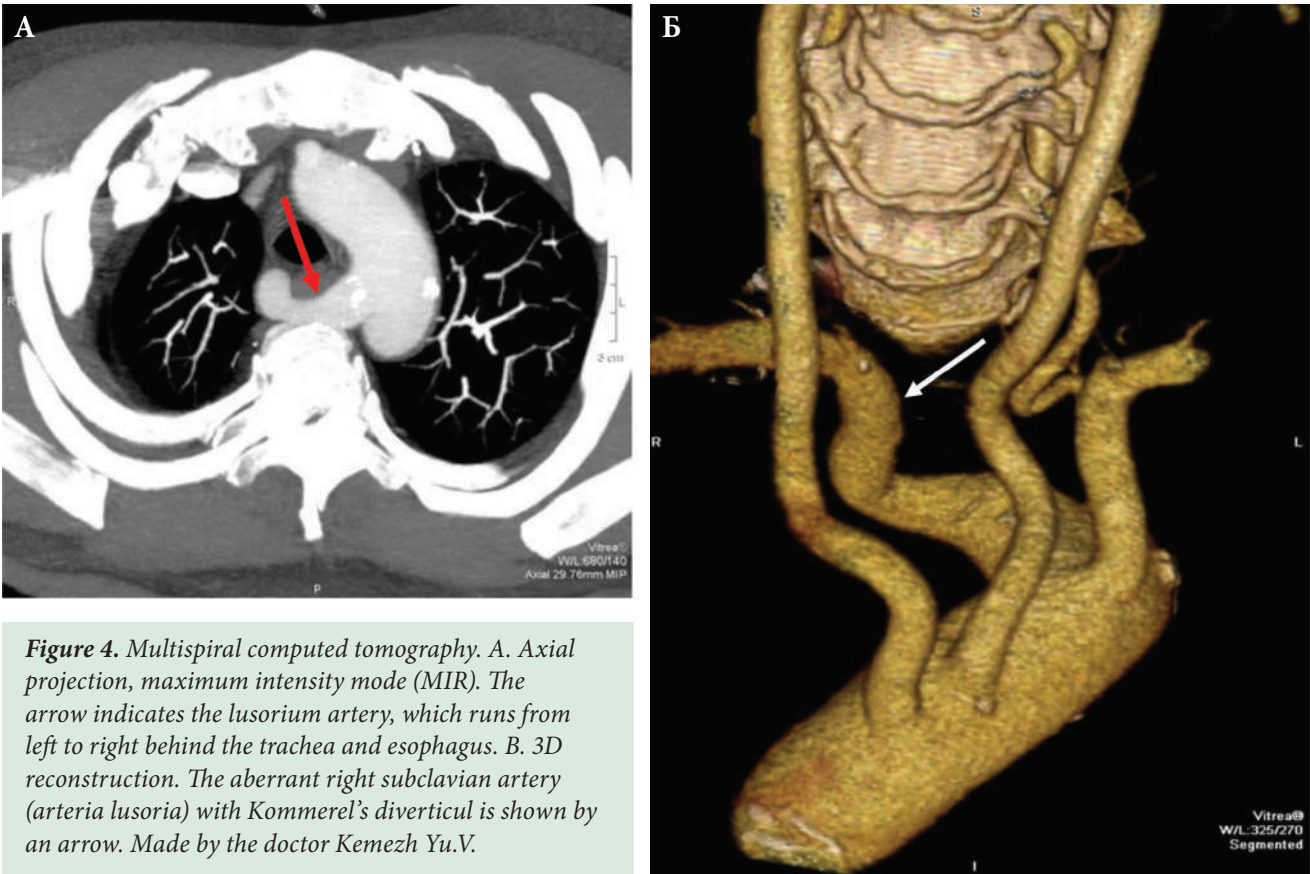 А
A
R
L
3 cm
Vitrea®
W/L:680/140
Axial 29.76mm MIP
P
Figure 4. Multispiral computed tomography. A. Axial
projection, maximum intensity mode (MIR). The
arrow indicates the lusorium artery, which runs from
left to right behind the trachea and esophagus. B. 3D
reconstruction. The aberrant right subclavian artery
(arteria lusoria) with Kommerel’s diverticul is shown by
an arrow. Made by the doctor Kemezh Yu.V.
Б
S
R
L
Vitrea®
W/L:325/270
Segmented
I